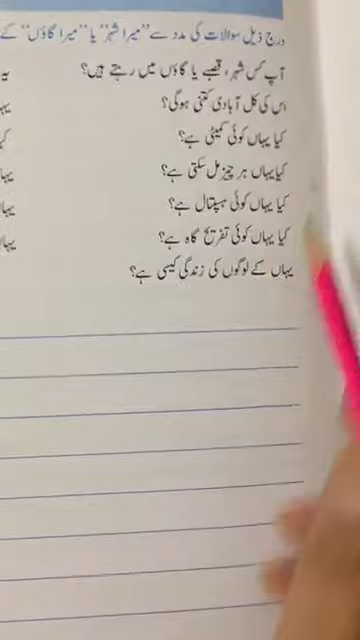 درج ذیل سوالات کی مدد سے "میرا شہر" یا "میرا گاؤں" کے
آپ کس شہر، قصبے یا گاؤں میں رہتے ہیں؟
اس کی کل آبادی کتنی ہوگی؟
کیا یہاں کوئی کمیٹی ہے؟
کیا یہاں ہر چیز مل سکتی ہے؟
کیا یہاں کوئی ہسپتال ہے؟
کیا یہاں کوئی تفریح گاہ ہے؟
یہاں کے لوگوں کی زندگی کیسی ہے؟